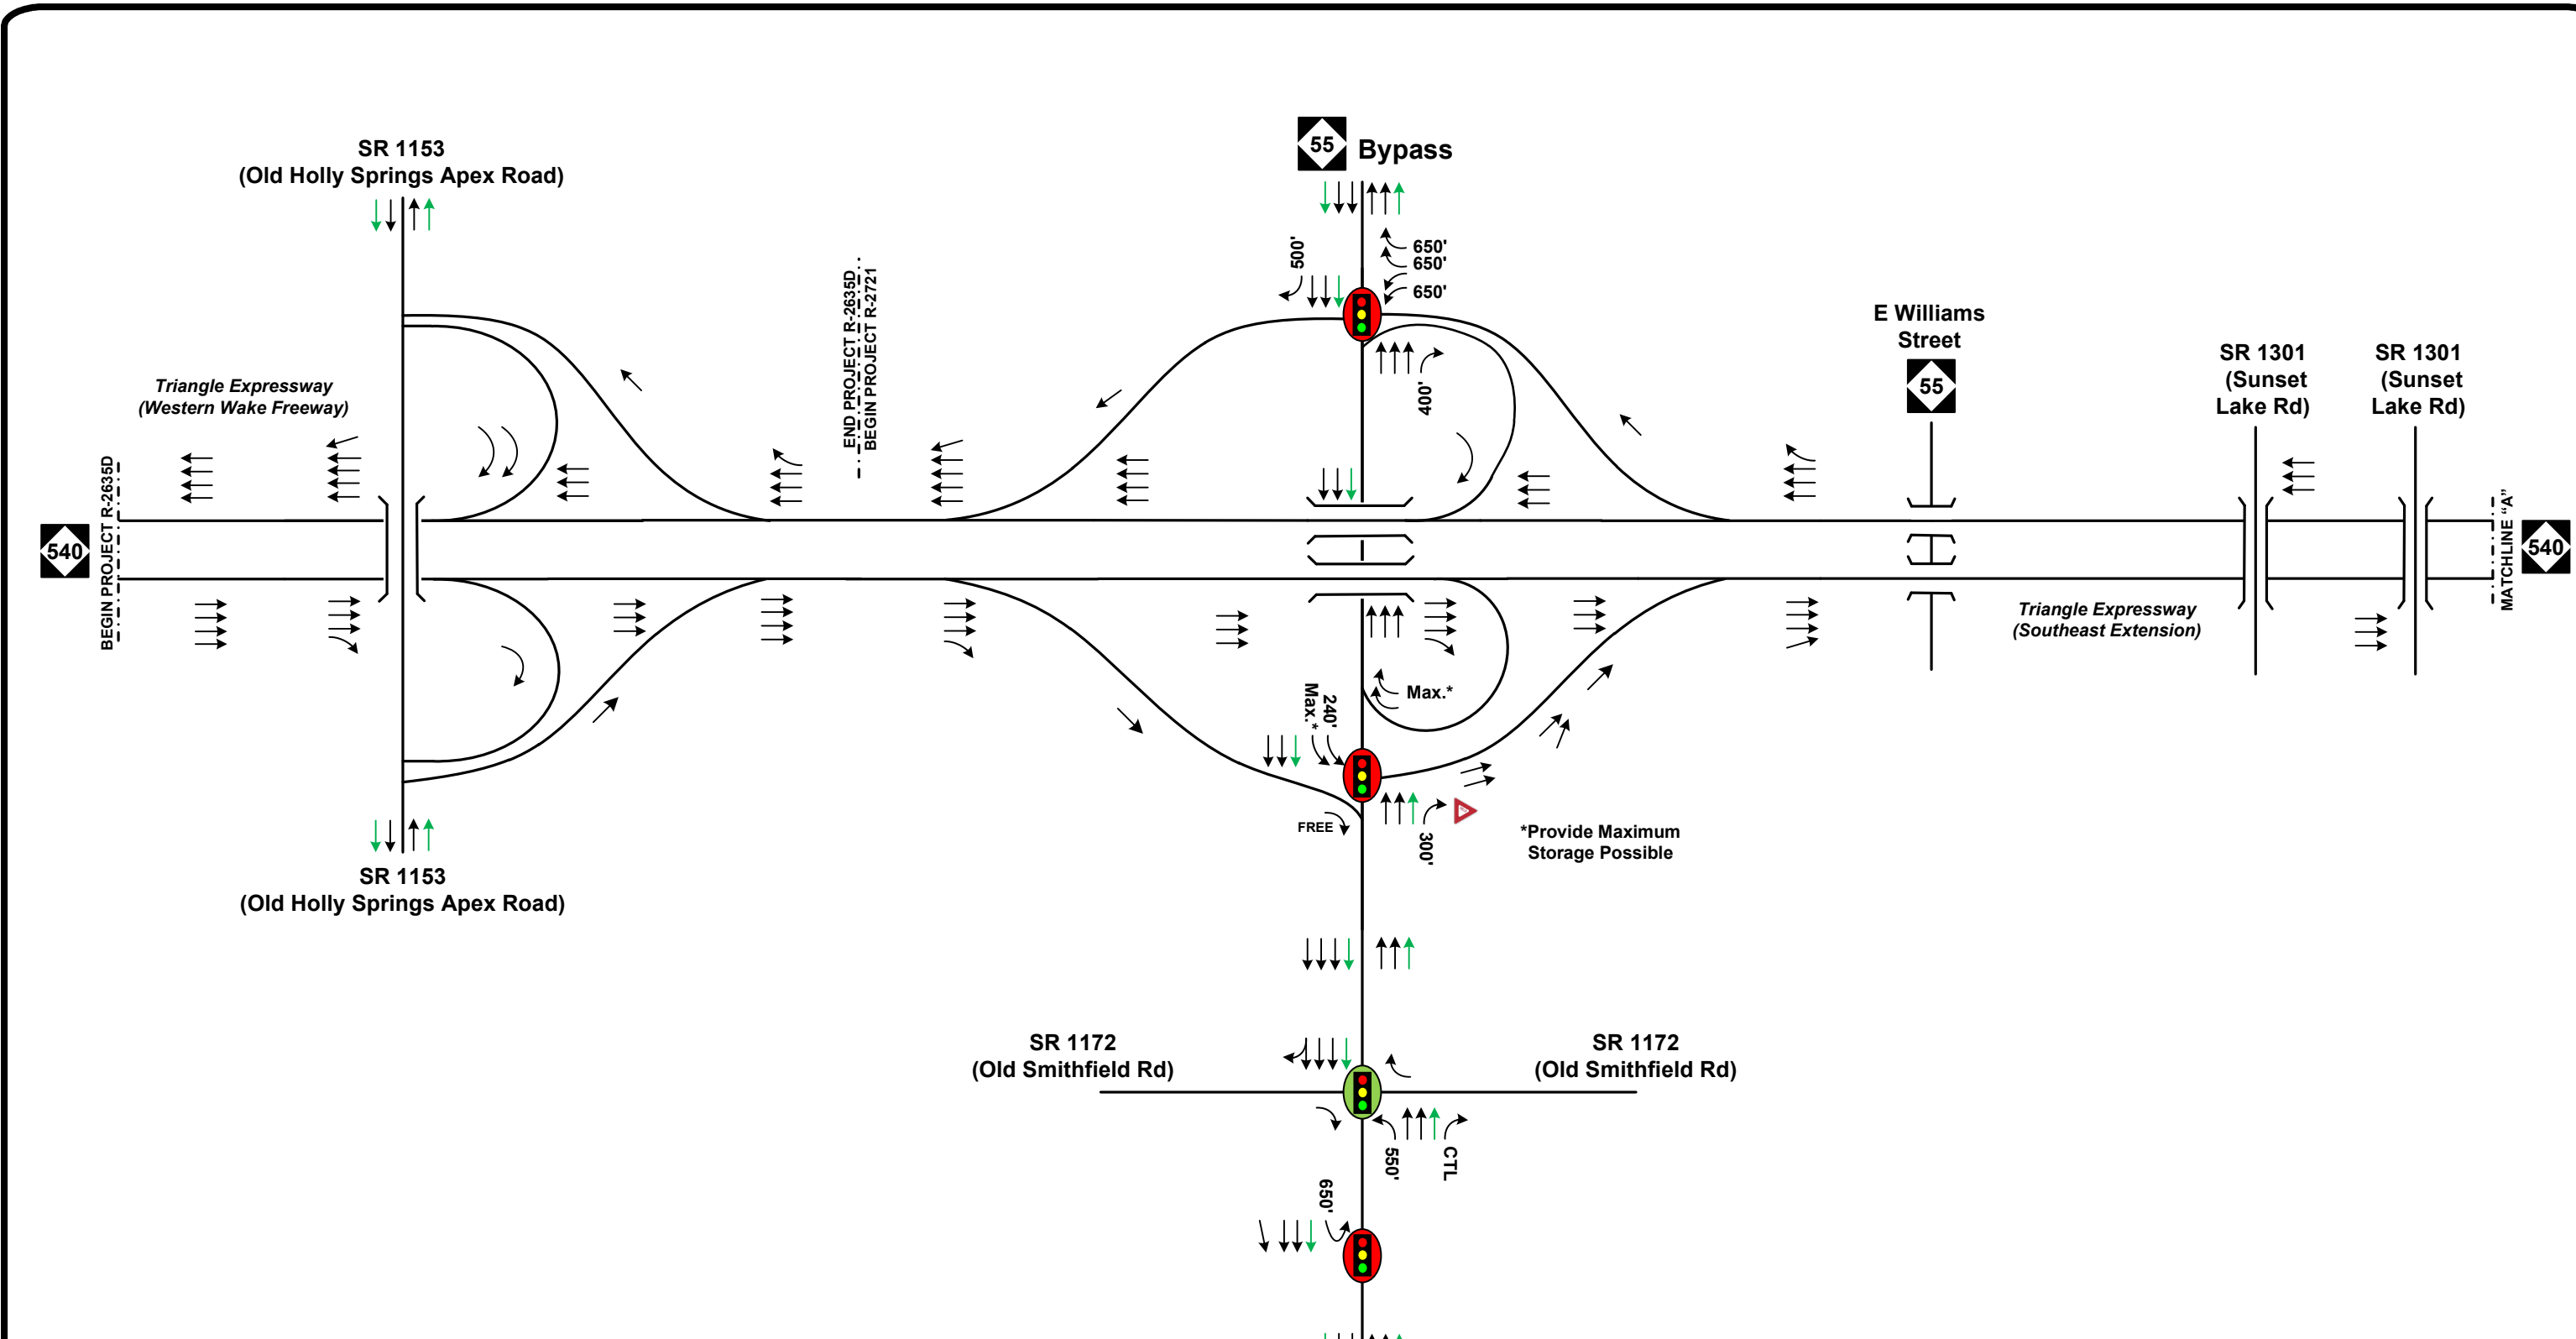 55 Bypass
SR 1153
(Old Holly Springs Apex Road)
500'
650'
650'
650'
END PROJECT R-2635D
BEGIN PROJECT R-2721
E Williams
Street
55
SR 1301
(Sunset
Lake Rd)
SR 1301
(Sunset
Lake Rd)
Triangle Expressway
(Western Wake Freeway)
400'
BEGIN PROJECT R-2635D
540
MATCHLINE "A"
540
Triangle Expressway
(Southeast Extension)
240'
Max.*
Max.*
FREE
300'
*Provide Maximum
Storage Possible
SR 1153
(Old Holly Springs Apex Road)
SR 1172
(Old Smithfield Rd)
SR 1172
(Old Smithfield Rd)
550'
CTL
650'